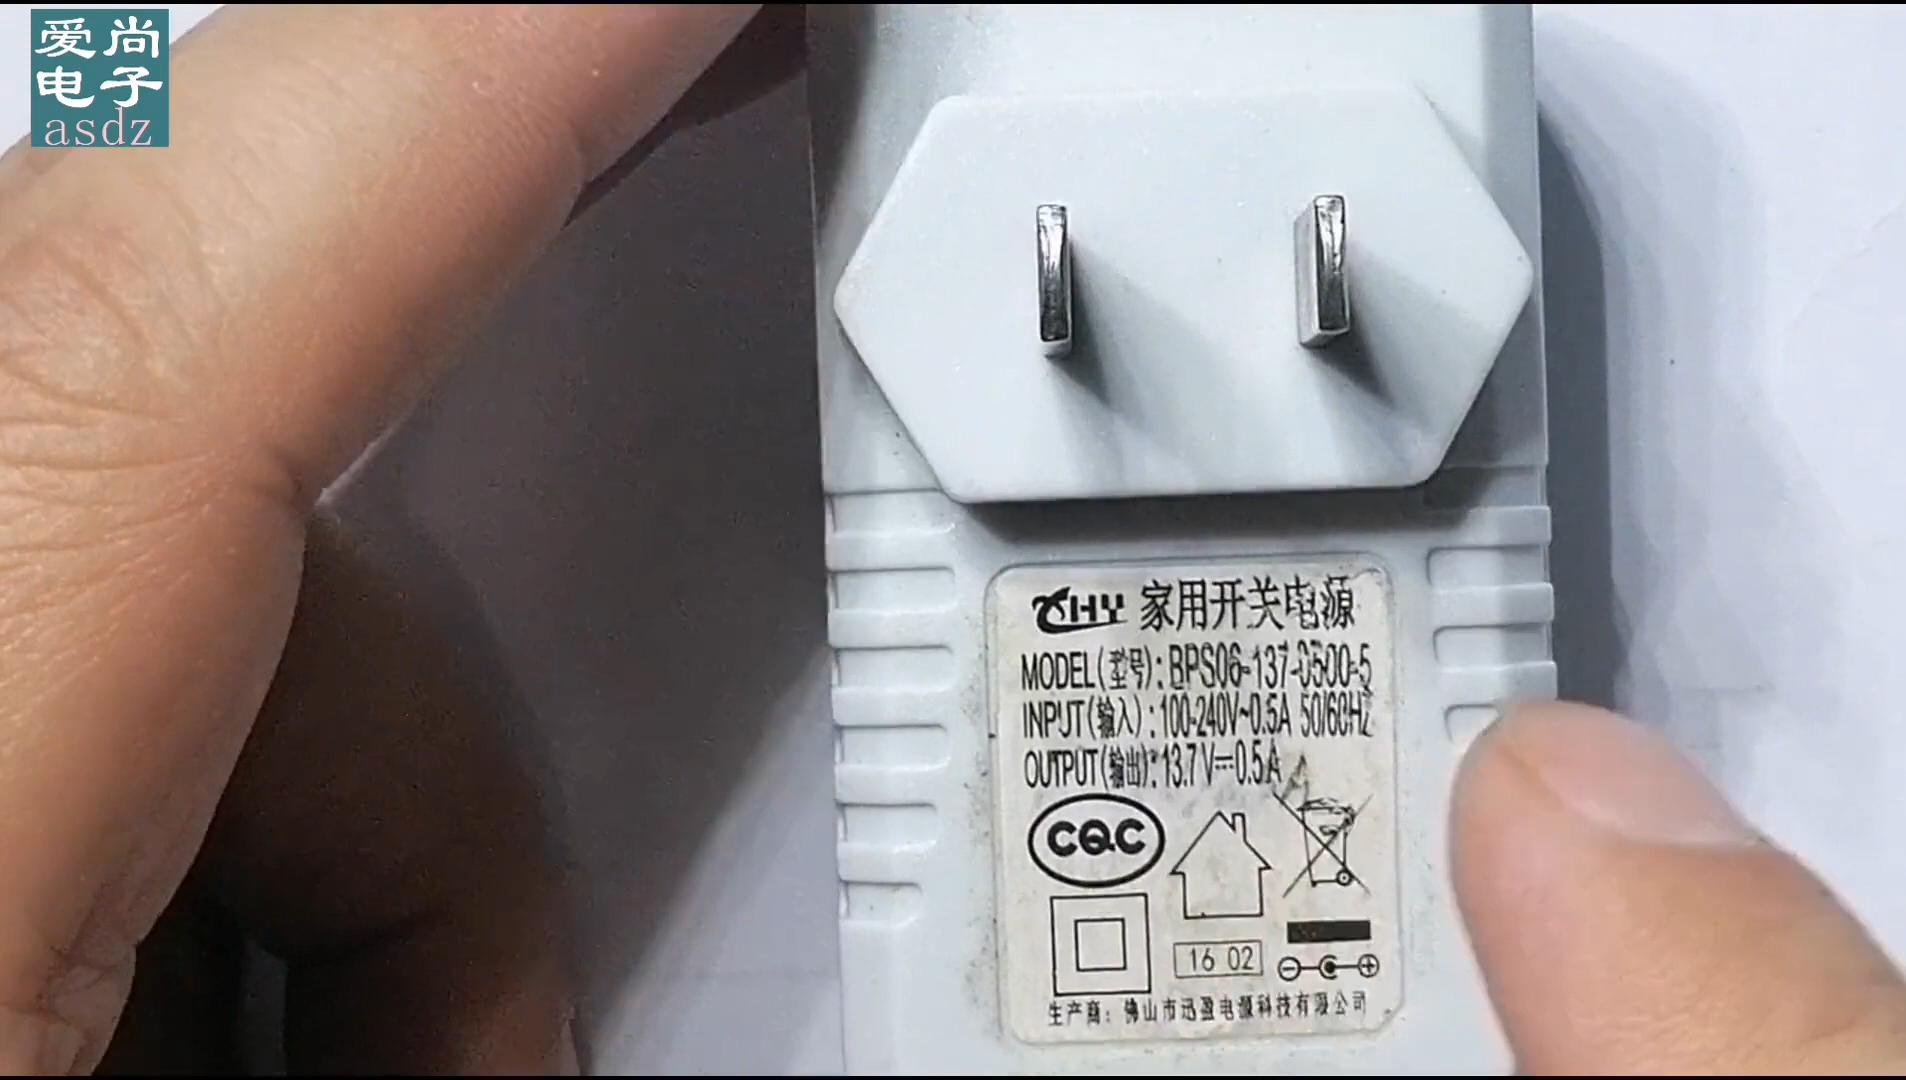 爱尚
电子
asdz
XHY 家用开关电源
MODEL(型号):BPS06-137-0500-5
INPUT(输入):100-240V~0.5A 50/60Hz
OUTPUT(输出):13.7V⎓0.5A
CQC
16 02
生产商:佛山市迅盈电源科技有限公司